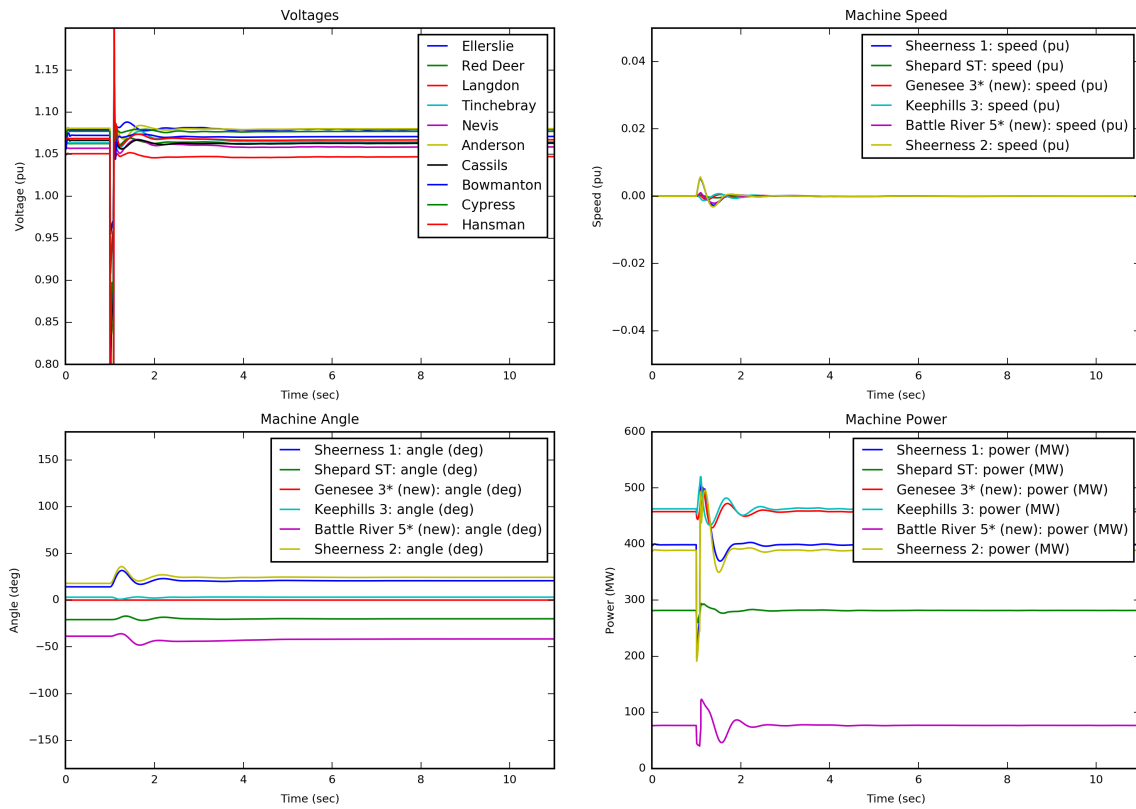 Voltages
1.15
1.10
1.05
1.00
0.95
0.90
0.85
0.80
Voltage (pu)
0
2
4
6
8
10
Time (sec)
Ellerslie
Red Deer
Langdon
Tinchebray
Nevis
Anderson
Cassils
Bowmanton
Cypress
Hansman
Machine Speed
0.04
0.02
0.00
−0.02
−0.04
Speed (pu)
0
2
4
6
8
10
Time (sec)
Sheerness 1: speed (pu)
Shepard ST: speed (pu)
Genesee 3* (new): speed (pu)
Keephills 3: speed (pu)
Battle River 5* (new): speed (pu)
Sheerness 2: speed (pu)
Machine Angle
150
100
50
0
−50
−100
−150
Angle (deg)
0
2
4
6
8
10
Time (sec)
Sheerness 1: angle (deg)
Shepard ST: angle (deg)
Genesee 3* (new): angle (deg)
Keephills 3: angle (deg)
Battle River 5* (new): angle (deg)
Sheerness 2: angle (deg)
Machine Power
600
500
400
300
200
100
0
Power (MW)
0
2
4
6
8
10
Time (sec)
Sheerness 1: power (MW)
Shepard ST: power (MW)
Genesee 3* (new): power (MW)
Keephills 3: power (MW)
Battle River 5* (new): power (MW)
Sheerness 2: power (MW)